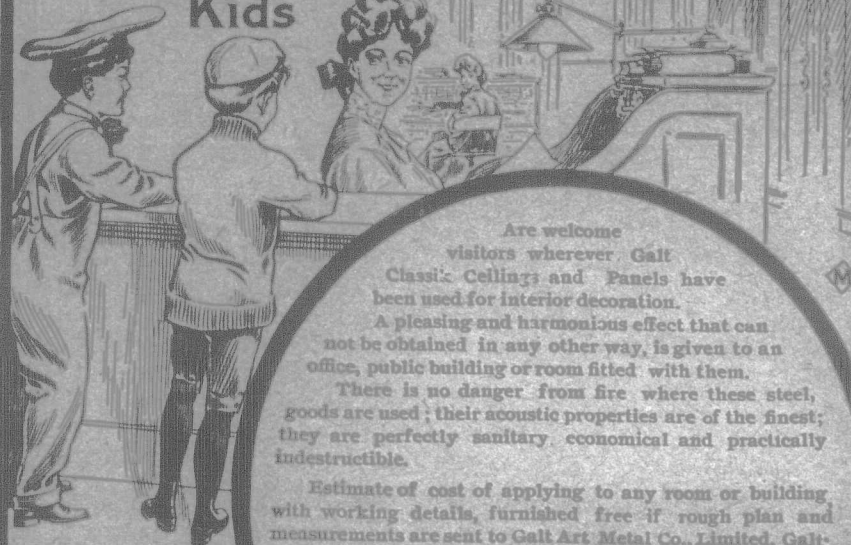 Kids
Are welcome
visitors wherever Galt
Classik Ceilings and Panels have
been used for interior decoration.
A pleasing and harmonious effect that can
not be obtained in any other way, is given to an
office, public building or room fitted with them.
There is no danger from fire where these steel,
goods are used; their acoustic properties are of the finest;
they are perfectly sanitary economical and practically
indestructible.
Estimate of cost of applying to any room or building
with working details, furnished free if rough plan and
measurements are sent to Galt Art Metal Co., Limited, Galt-
M